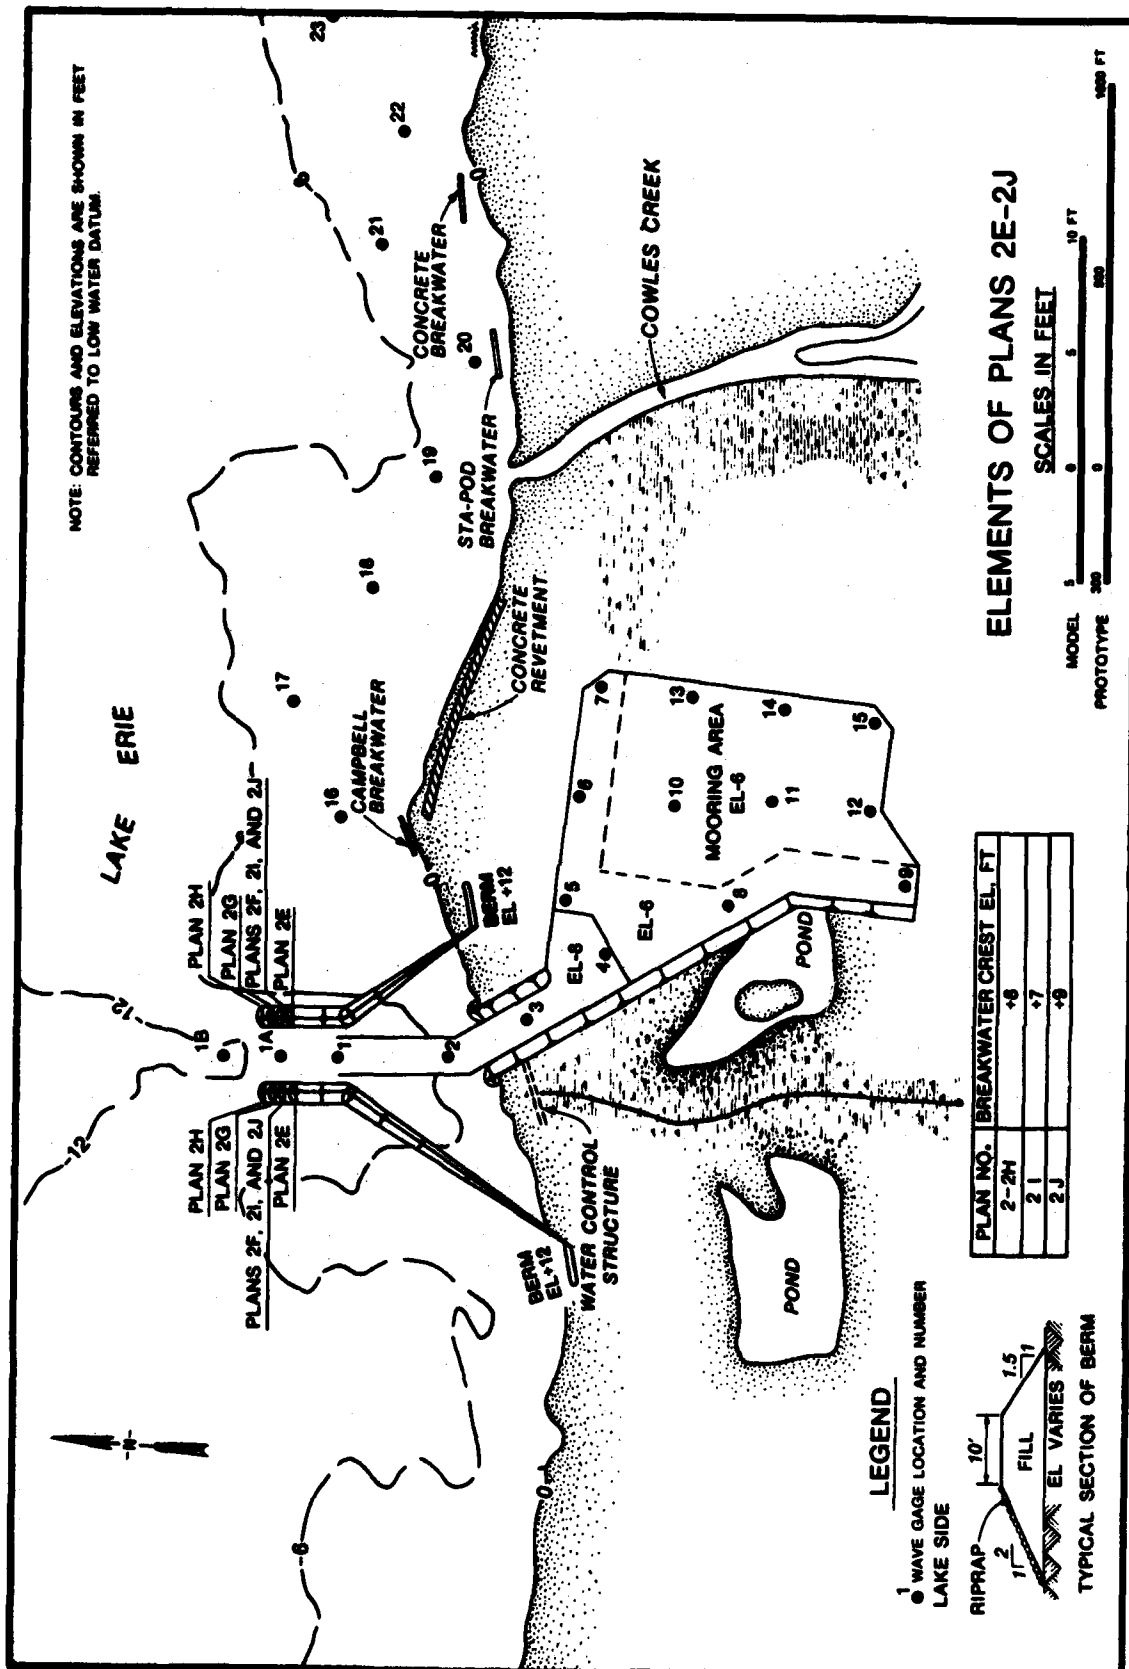 NOTE: CONTOURS AND ELEVATIONS ARE SHOWN IN FEET
REFERRED TO LOW WATER DATUM.
LAKE ERIE
-N-
-12
-12
-6
0
0
0
PLAN 2H
PLAN 2G
PLANS 2F, 2I, AND 2J
PLAN 2E
PLAN 2H
PLAN 2G
PLANS 2F, 2I, AND 2J
PLAN 2E
1B
1A
1
2
3
4
5
6
7
8
9
10
11
12
13
14
15
16
17
18
19
20
21
22
23
CAMPBELL
BREAKWATER
CONCRETE
REVETMENT
STA-POD
BREAKWATER
CONCRETE
BREAKWATER
COWLES CREEK
BERM
EL +12
BERM
EL +12
WATER CONTROL
STRUCTURE
EL-8
EL-6
MOORING AREA
EL-6
POND
POND
LEGEND
1
WAVE GAGE LOCATION AND NUMBER
LAKE SIDE
RIPRAP
10'
2
1
FILL
1.5
1
EL VARIES
TYPICAL SECTION OF BERM
PLAN NO. BREAKWATER CREST EL, FT
2-2H +8
2 I +7
2 J +9
ELEMENTS OF PLANS 2E-2J
SCALES IN FEET
MODEL 5 0 5 10 FT
PROTOTYPE 300 0